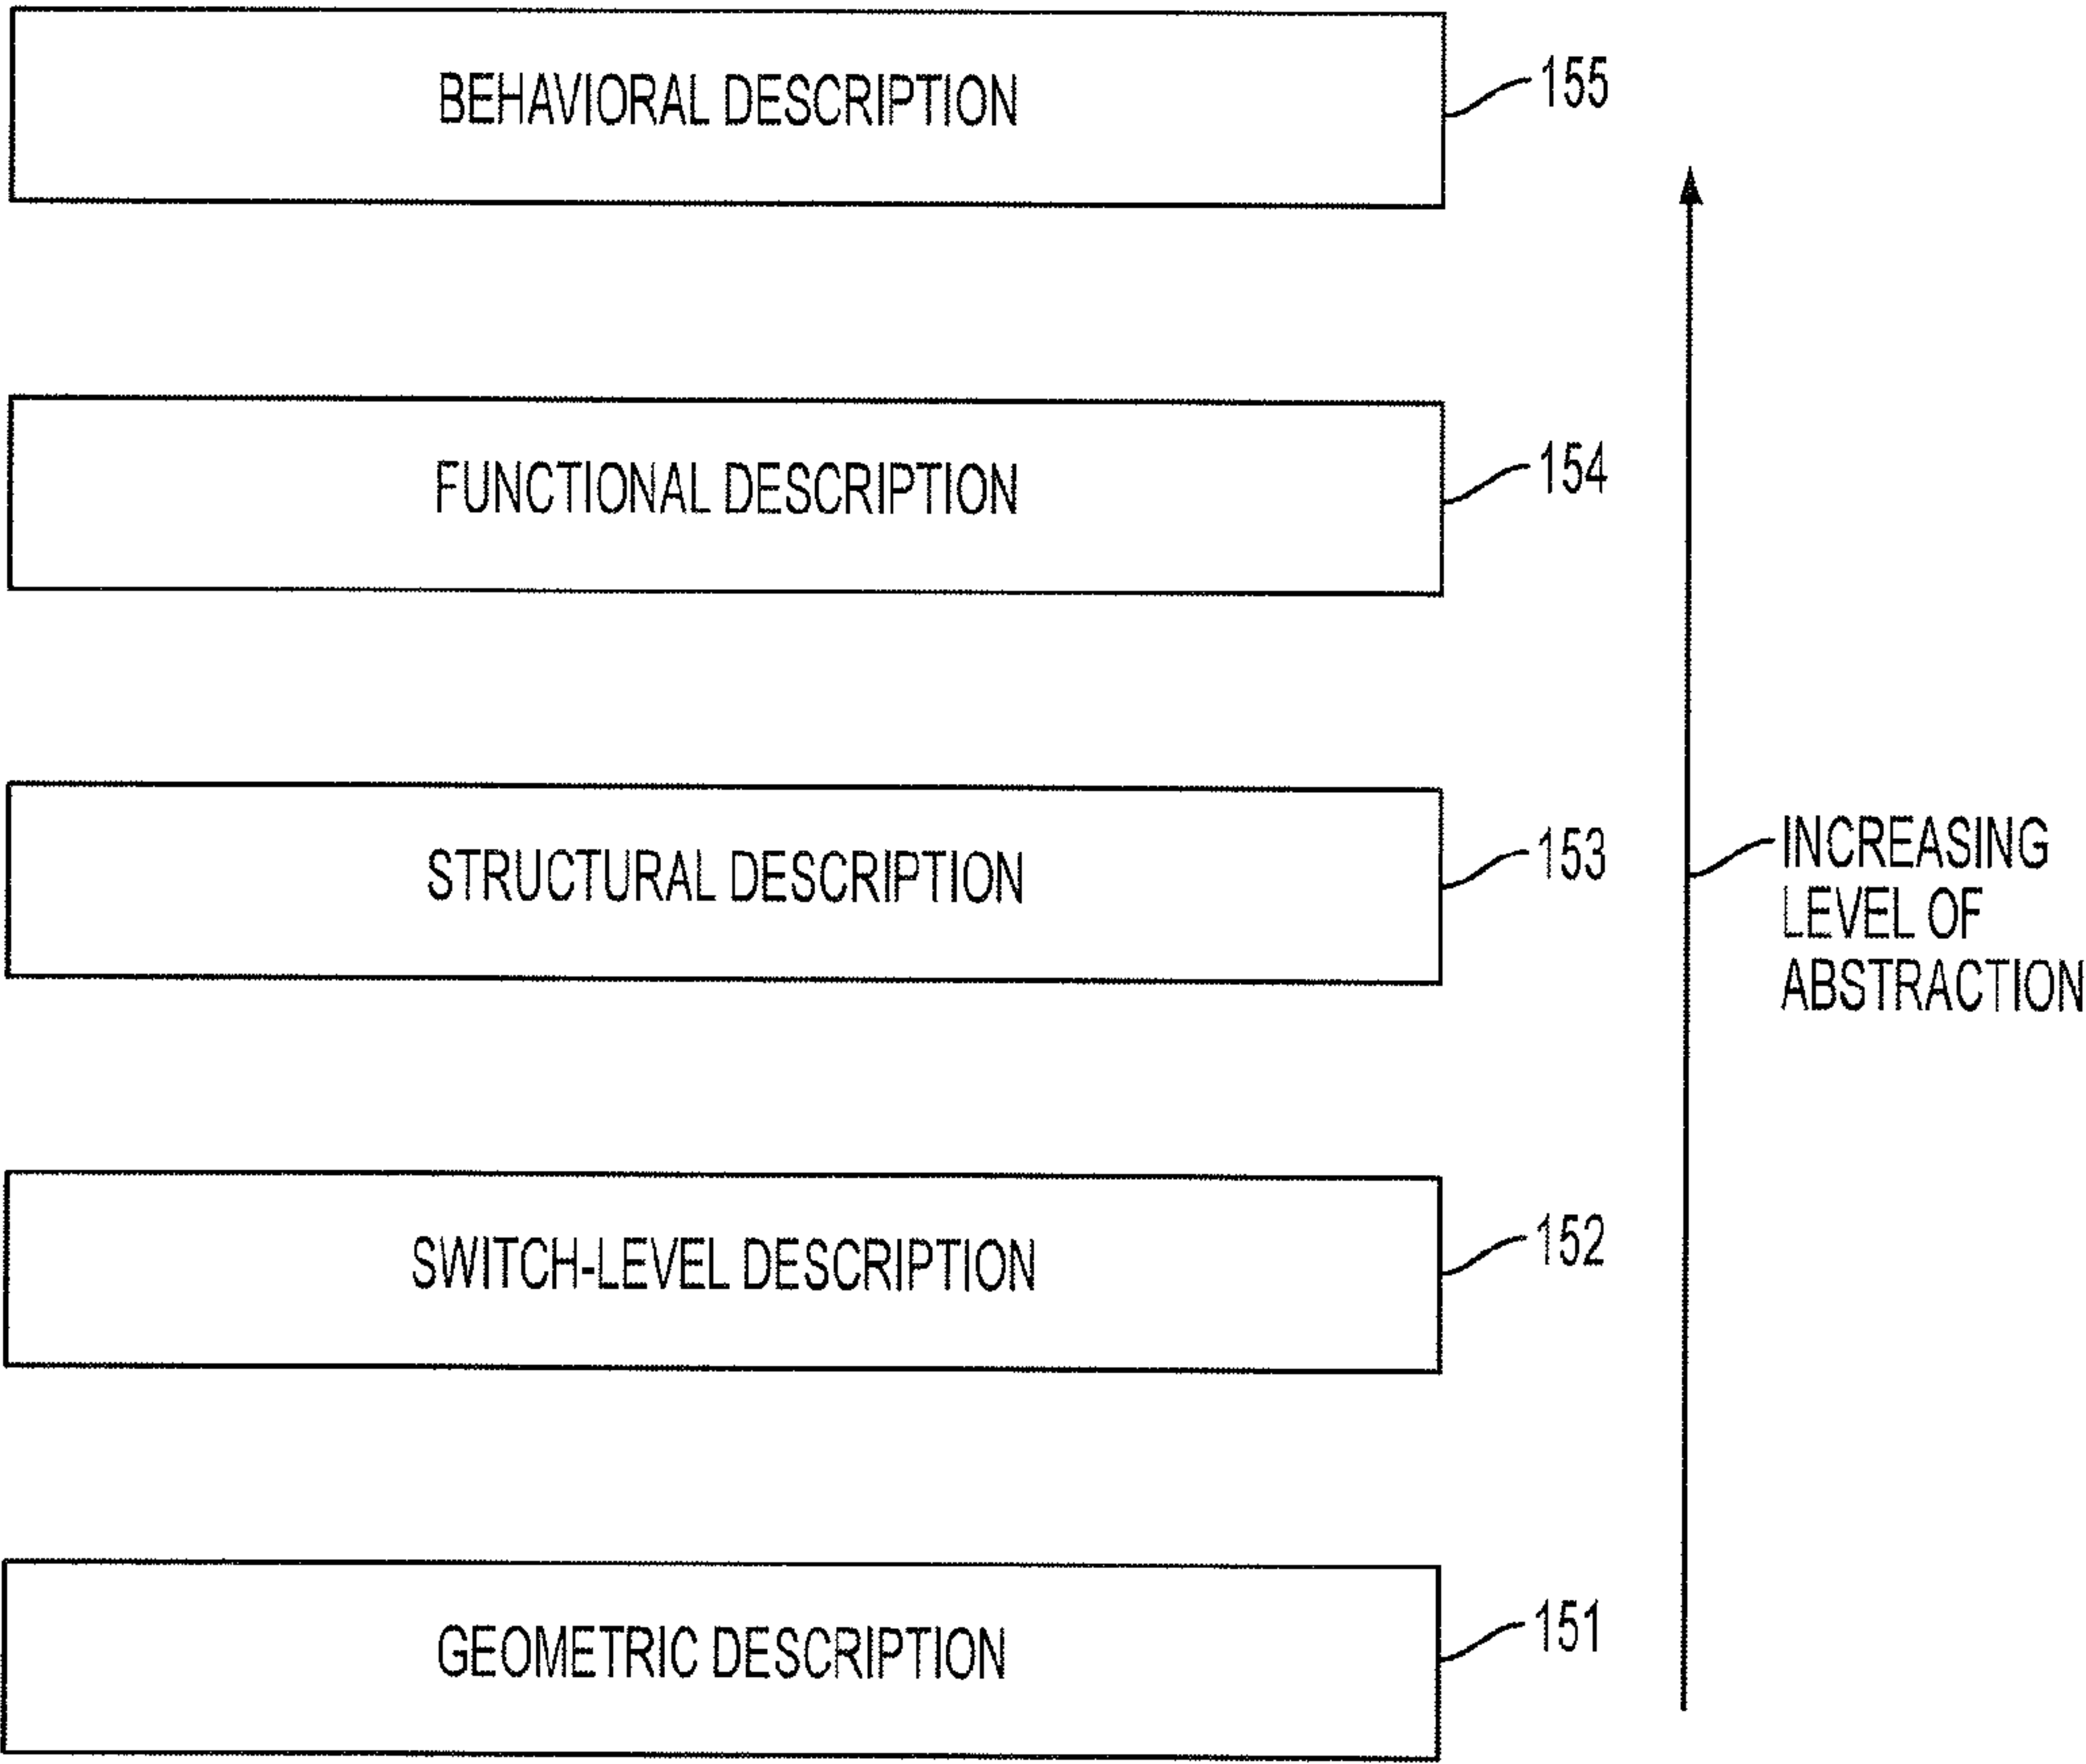 BEHAVIORAL DESCRIPTION
155
FUNCTIONAL DESCRIPTION
154
STRUCTURAL DESCRIPTION
153
INCREASING
LEVEL OF
ABSTRACTION
SWITCH-LEVEL DESCRIPTION
152
GEOMETRIC DESCRIPTION
151